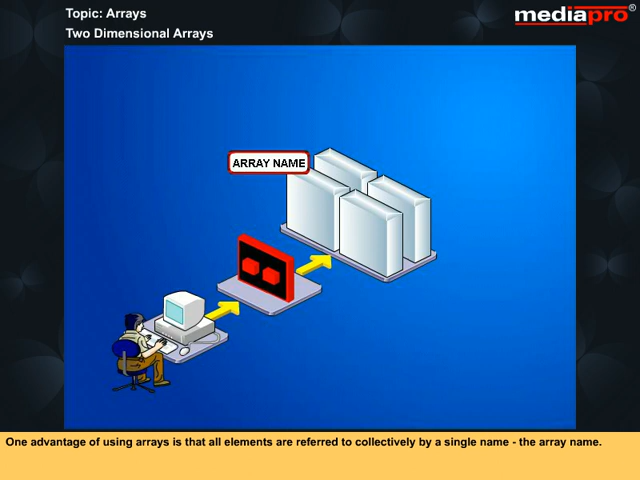 Topic: Arrays
mediapro®
Two Dimensional Arrays
ARRAY NAME
One advantage of using arrays is that all elements are referred to collectively by a single name - the array name.